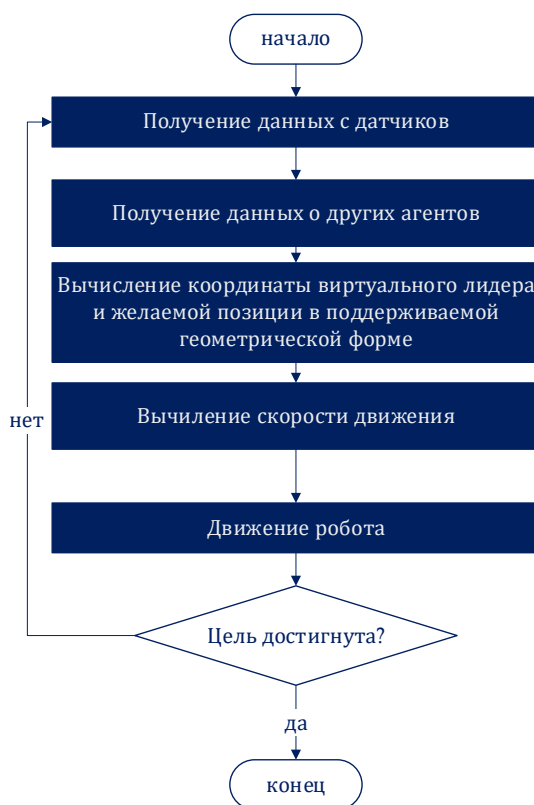 начало
Получение данных с датчиков
Получение данных о других агентов
Вычисление координаты виртуального лидера
и желаемой позиции в поддерживаемой
геометрической форме
Вычиление скорости движения
нет
Движение робота
Цель достигнута?
да
конец